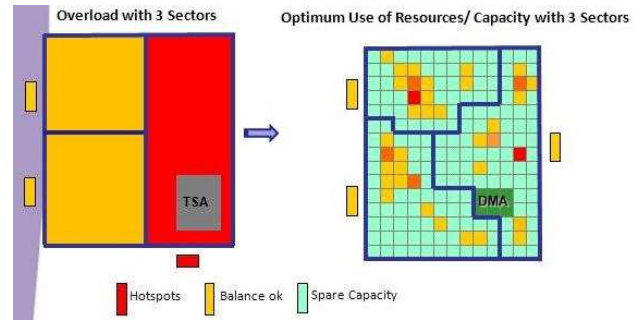 Overload with 3 Sectors
Optimum Use of Resources/ Capacity with 3 Sectors
TSA
DMA
Hotspots
Balance ok
Spare Capacity